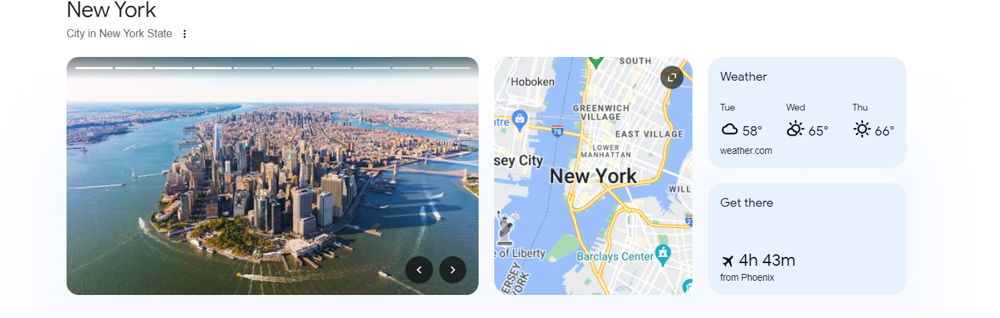 New York
City in New York State
Hoboken
SOUTH
GREENWICH
VILLAGE
ntre
78
EAST VILLAGE
LOWER
MANHATTAN
sey City
New York
WILL
27
e of Liberty
Barclays Center
ERSEY
YORK
Weather
Tue
Wed
Thu
58°
65°
66°
weather.com
Get there
4h 43m
from Phoenix